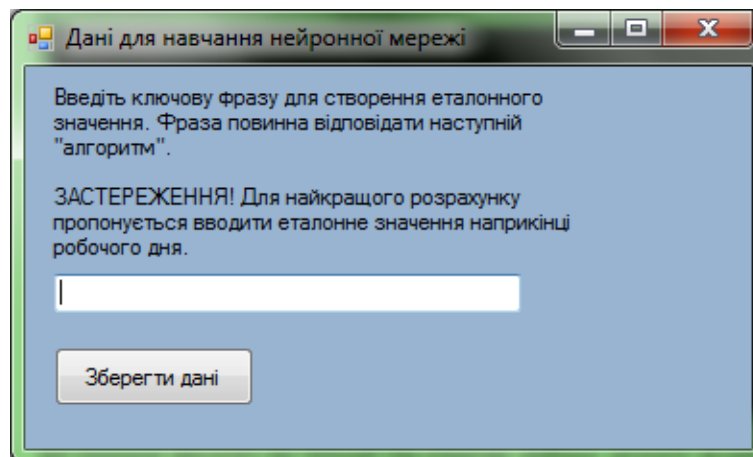 Дані для навчання нейронної мережі
Введіть ключову фразу для створення еталонного
значення. Фраза повинна відповідати наступній
"алгоритм".
ЗАСТЕРЕЖЕННЯ! Для найкращого розрахунку
пропонується вводити еталонне значення наприкінці
робочого дня.
Зберегти дані